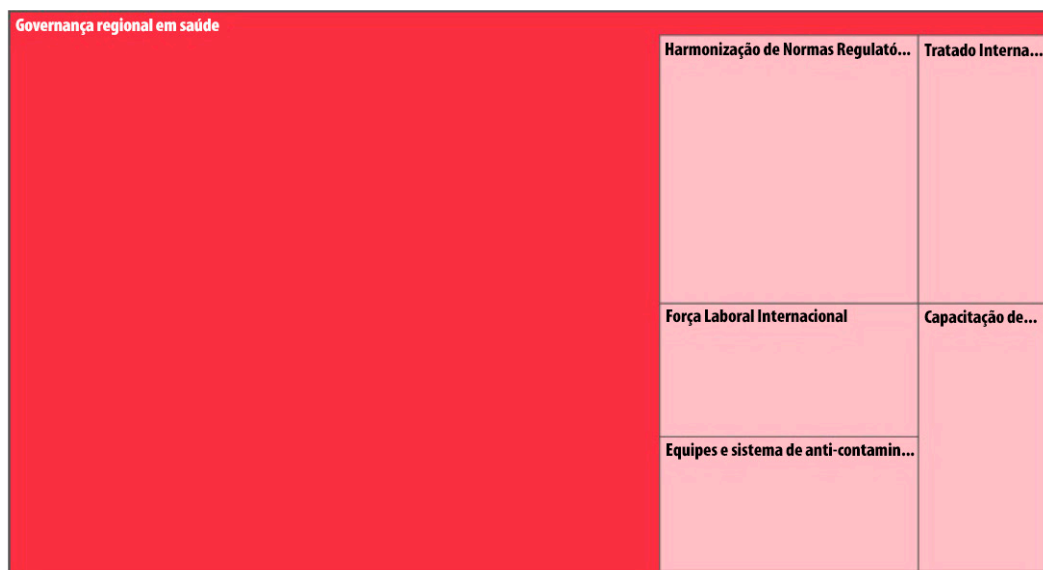 Governança regional em saúde
Harmonização de Normas Regulató...
Tratado Interna...
Força Laboral Internacional
Capacitação de...
Equipes e sistema de anti-contamin...